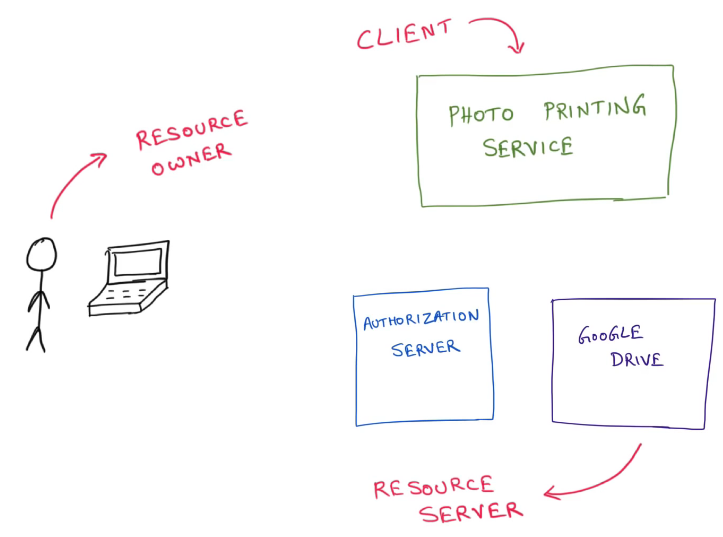 CLIENT
PHOTO PRINTING
SERVICE
RESOURCE
OWNER
AUTHORIZATION
SERVER
GOOGLE
DRIVE
RESOURCE
SERVER